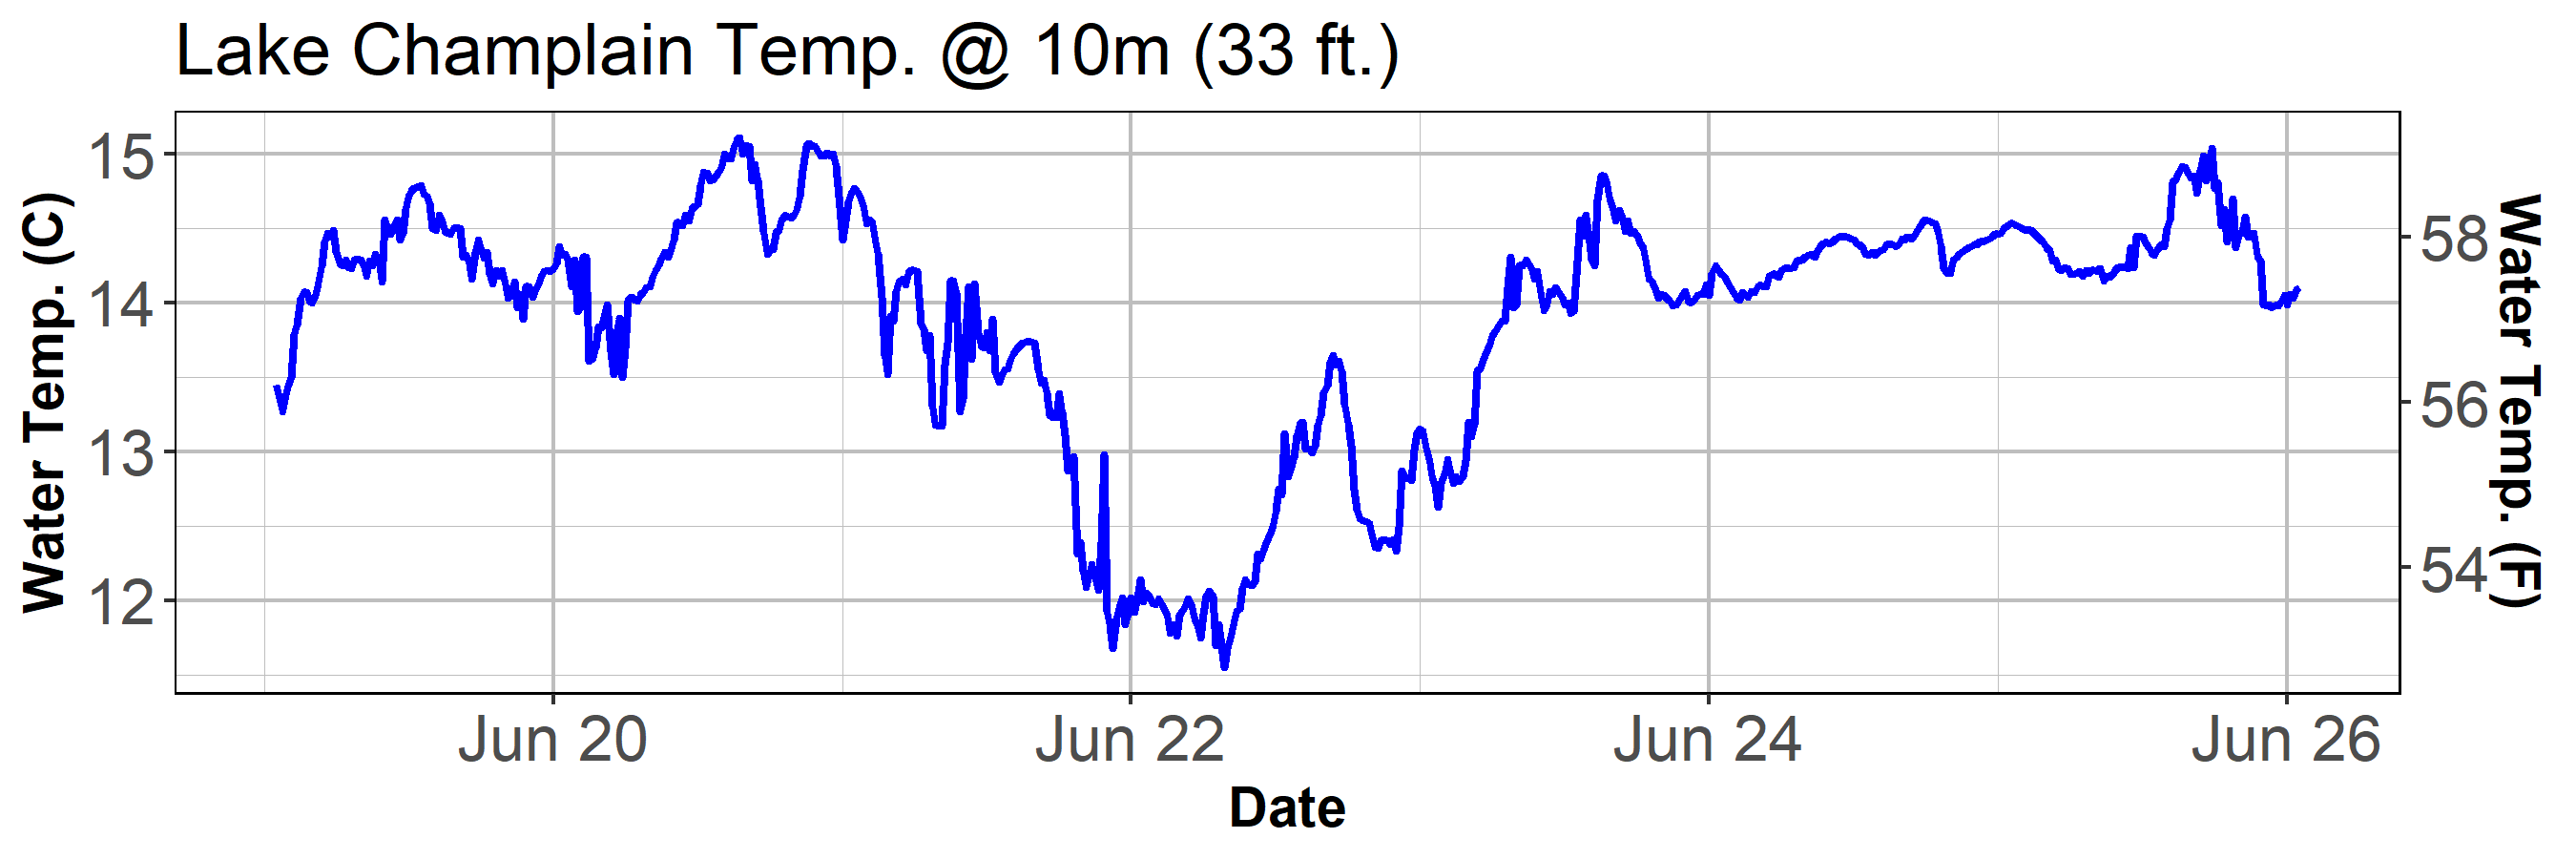 Lake Champlain Temp. @ 10m (33 ft.)
Water Temp. (C)
15
14
13
12
58
56
54
Water Temp. (F)
Jun 20
Jun 22
Jun 24
Jun 26
Date